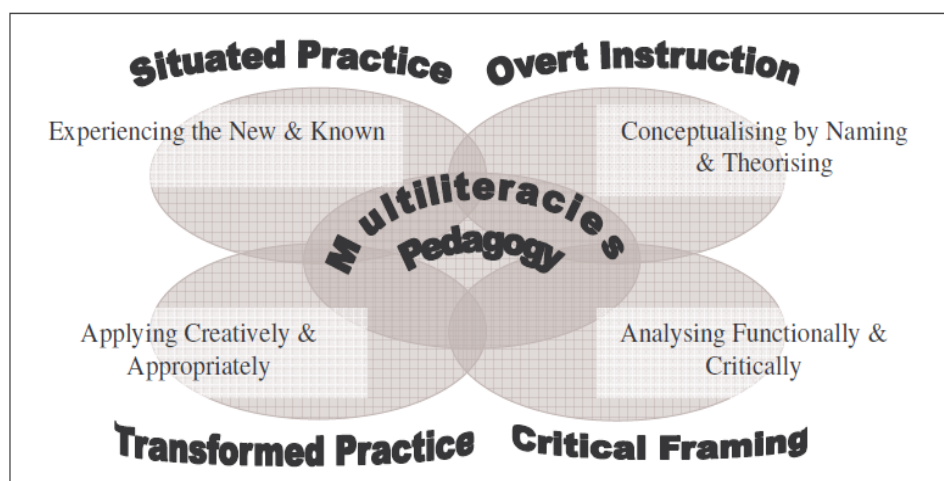 Situated Practice
Overt Instruction
Experiencing the New & Known
Conceptualising by Naming
& Theorising
Multiliteracies
Pedagogy
Applying Creatively &
Appropriately
Analysing Functionally &
Critically
Transformed Practice
Critical Framing